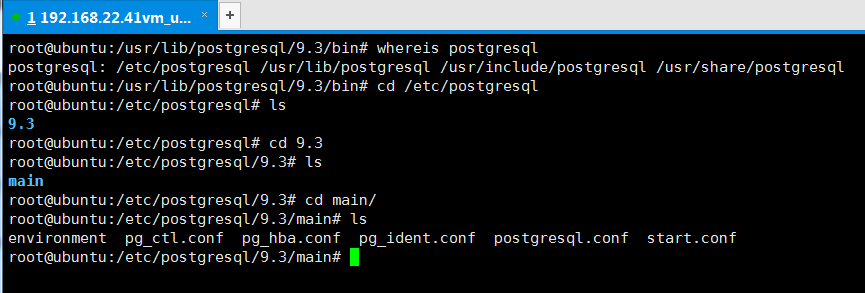 1 192.168.22.41vm_u... × +
root@ubuntu:/usr/lib/postgresql/9.3/bin# whereis postgresql
postgresql: /etc/postgresql /usr/lib/postgresql /usr/include/postgresql /usr/share/postgresql
root@ubuntu:/usr/lib/postgresql/9.3/bin# cd /etc/postgresql
root@ubuntu:/etc/postgresql# ls
9.3
root@ubuntu:/etc/postgresql# cd 9.3
root@ubuntu:/etc/postgresql/9.3# ls
main
root@ubuntu:/etc/postgresql/9.3# cd main/
root@ubuntu:/etc/postgresql/9.3/main# ls
environment  pg_ctl.conf  pg_hba.conf  pg_ident.conf  postgresql.conf  start.conf
root@ubuntu:/etc/postgresql/9.3/main#